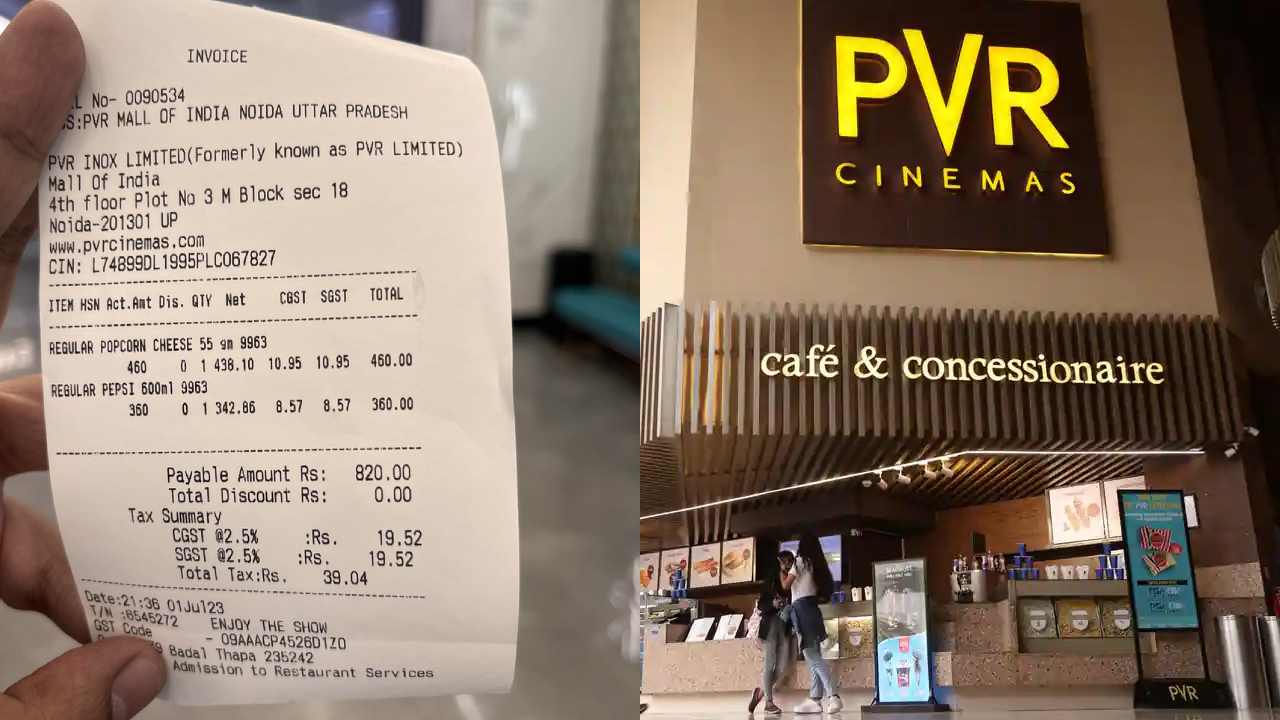 INVOICE
No- 0090534
:PVR MALL OF INDIA NOIDA UTTAR PRADESH
PVR INOX LIMITED(Formerly known as PVR LIMITED)
Mall Of India
4th floor Plot No 3 M Block sec 18
Noida-201301 UP
www.pvrcinemas.com
CIN: L74899DL1995PLC067827
ITEM HSN Act.Amt Dis. QTY Net CGST SGST TOTAL
REGULAR POPCORN CHEESE 55 gm 9963
460 0 1 438.10 10.95 10.95 460.00
REGULAR PEPSI 600ml 9963
360 0 1 342.86 8.57 8.57 360.00
Payable Amount Rs: 820.00
Total Discount Rs: 0.00
Tax Summary
CGST @2.5% :Rs. 19.52
SGST @2.5% :Rs. 19.52
Total Tax:Rs. 39.04
Date:21:36 01Jul23
T/N :6545272 ENJOY THE SHOW
GST Code - 09AAACP4526D1Z0
Badal Thapa 235242
Admission to Restaurant Services
PVR
CINEMAS
café & concessionaire
PVR